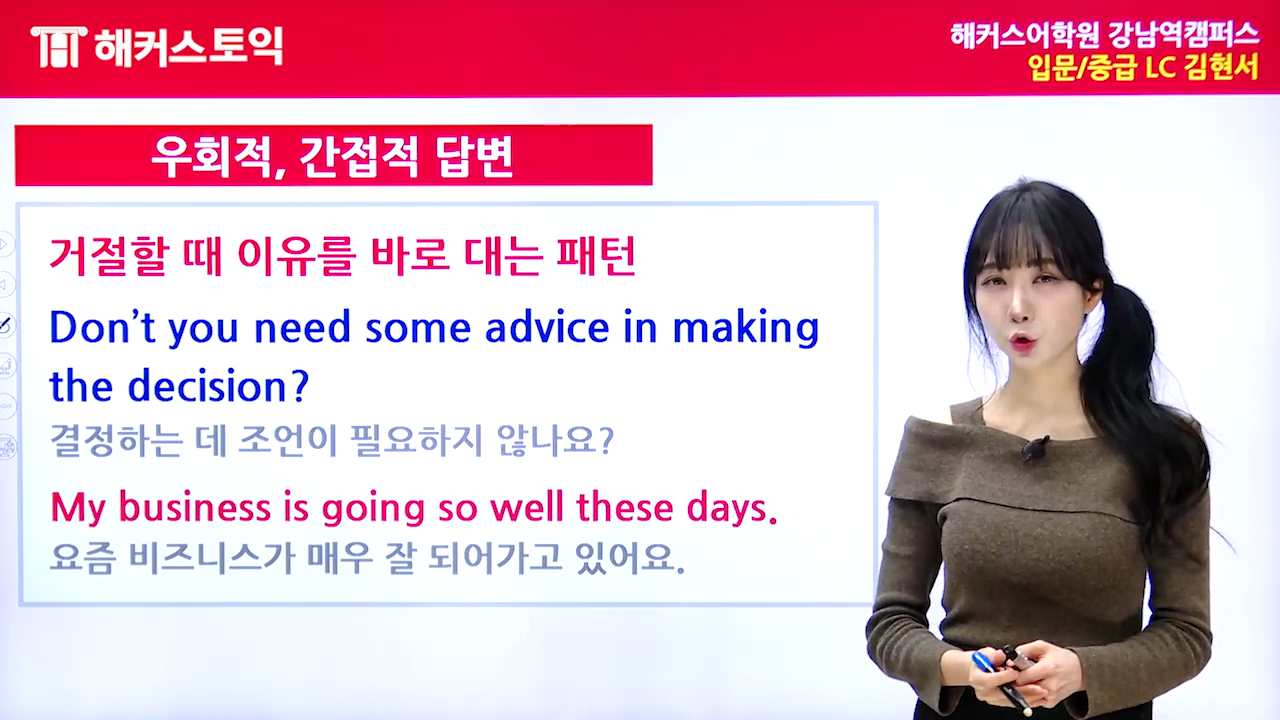 해커스토익
해커스어학원 강남역캠퍼스
입문/중급 LC 김현서
우회적, 간접적 답변
거절할 때 이유를 바로 대는 패턴
Don't you need some advice in making
the decision?
결정하는 데 조언이 필요하지 않나요?
My business is going so well these days.
요즘 비즈니스가 매우 잘 되어가고 있어요.